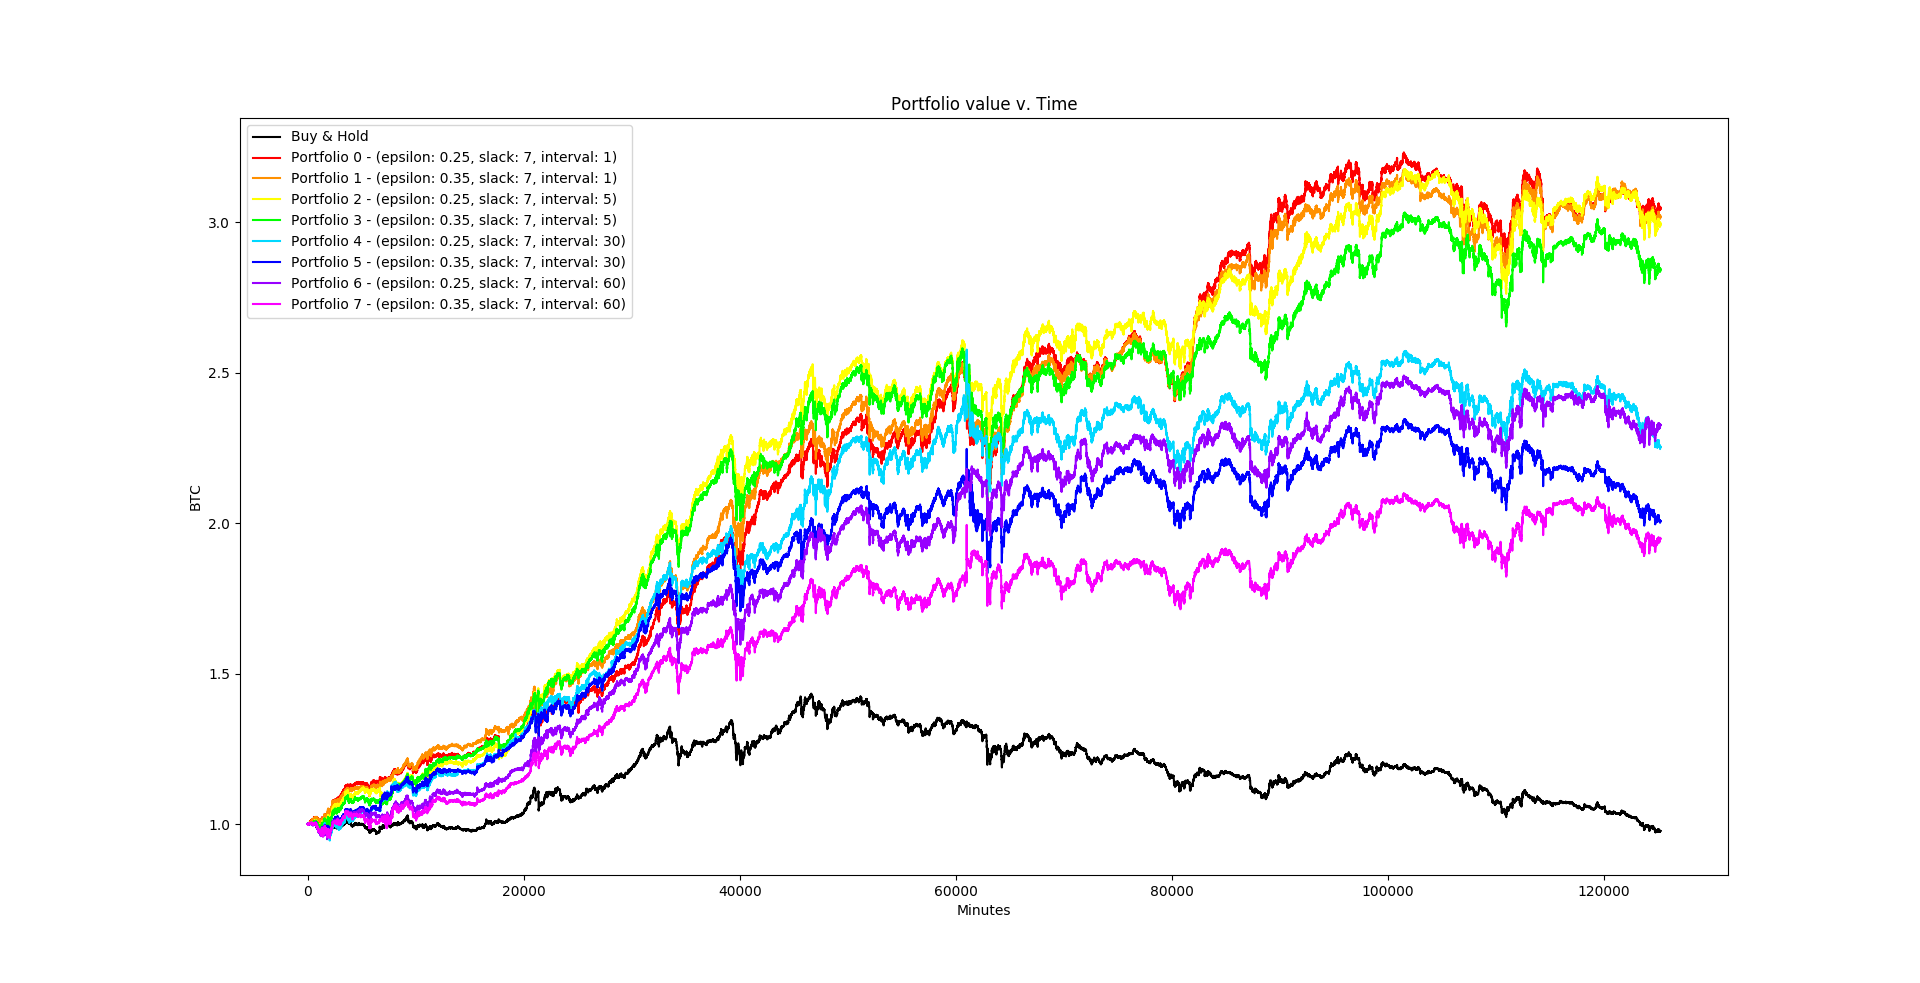 Portfolio value v. Time
Buy & Hold
Portfolio 0 - (epsilon: 0.25, slack: 7, interval: 1)
Portfolio 1 - (epsilon: 0.35, slack: 7, interval: 1)
Portfolio 2 - (epsilon: 0.25, slack: 7, interval: 5)
Portfolio 3 - (epsilon: 0.35, slack: 7, interval: 5)
Portfolio 4 - (epsilon: 0.25, slack: 7, interval: 30)
Portfolio 5 - (epsilon: 0.35, slack: 7, interval: 30)
Portfolio 6 - (epsilon: 0.25, slack: 7, interval: 60)
Portfolio 7 - (epsilon: 0.35, slack: 7, interval: 60)
3.0
2.5
2.0
1.5
1.0
BTC
0 20000 40000 60000 80000 100000 120000
Minutes